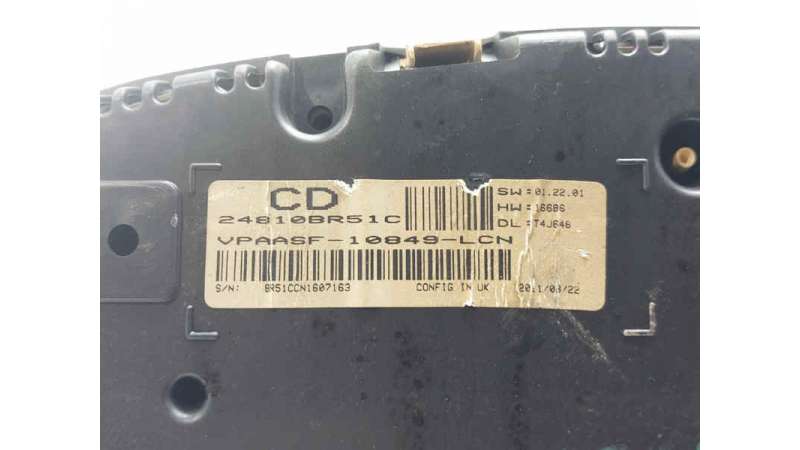 CD
24810BR51C
VPAASF-10849-LCN
SW:01.22.01
HW:166B6
DL:T4J646
S/N: BR51CCN1607163 CONFIG IN UK 2011/03/22